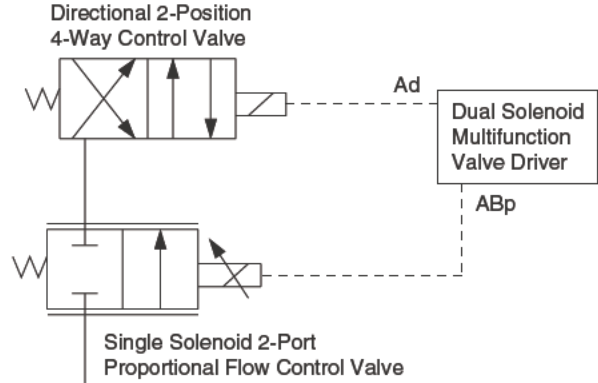 Directional 2-Position
4-Way Control Valve
Ad
Dual Solenoid
Multifunction
Valve Driver
ABp
Single Solenoid 2-Port
Proportional Flow Control Valve